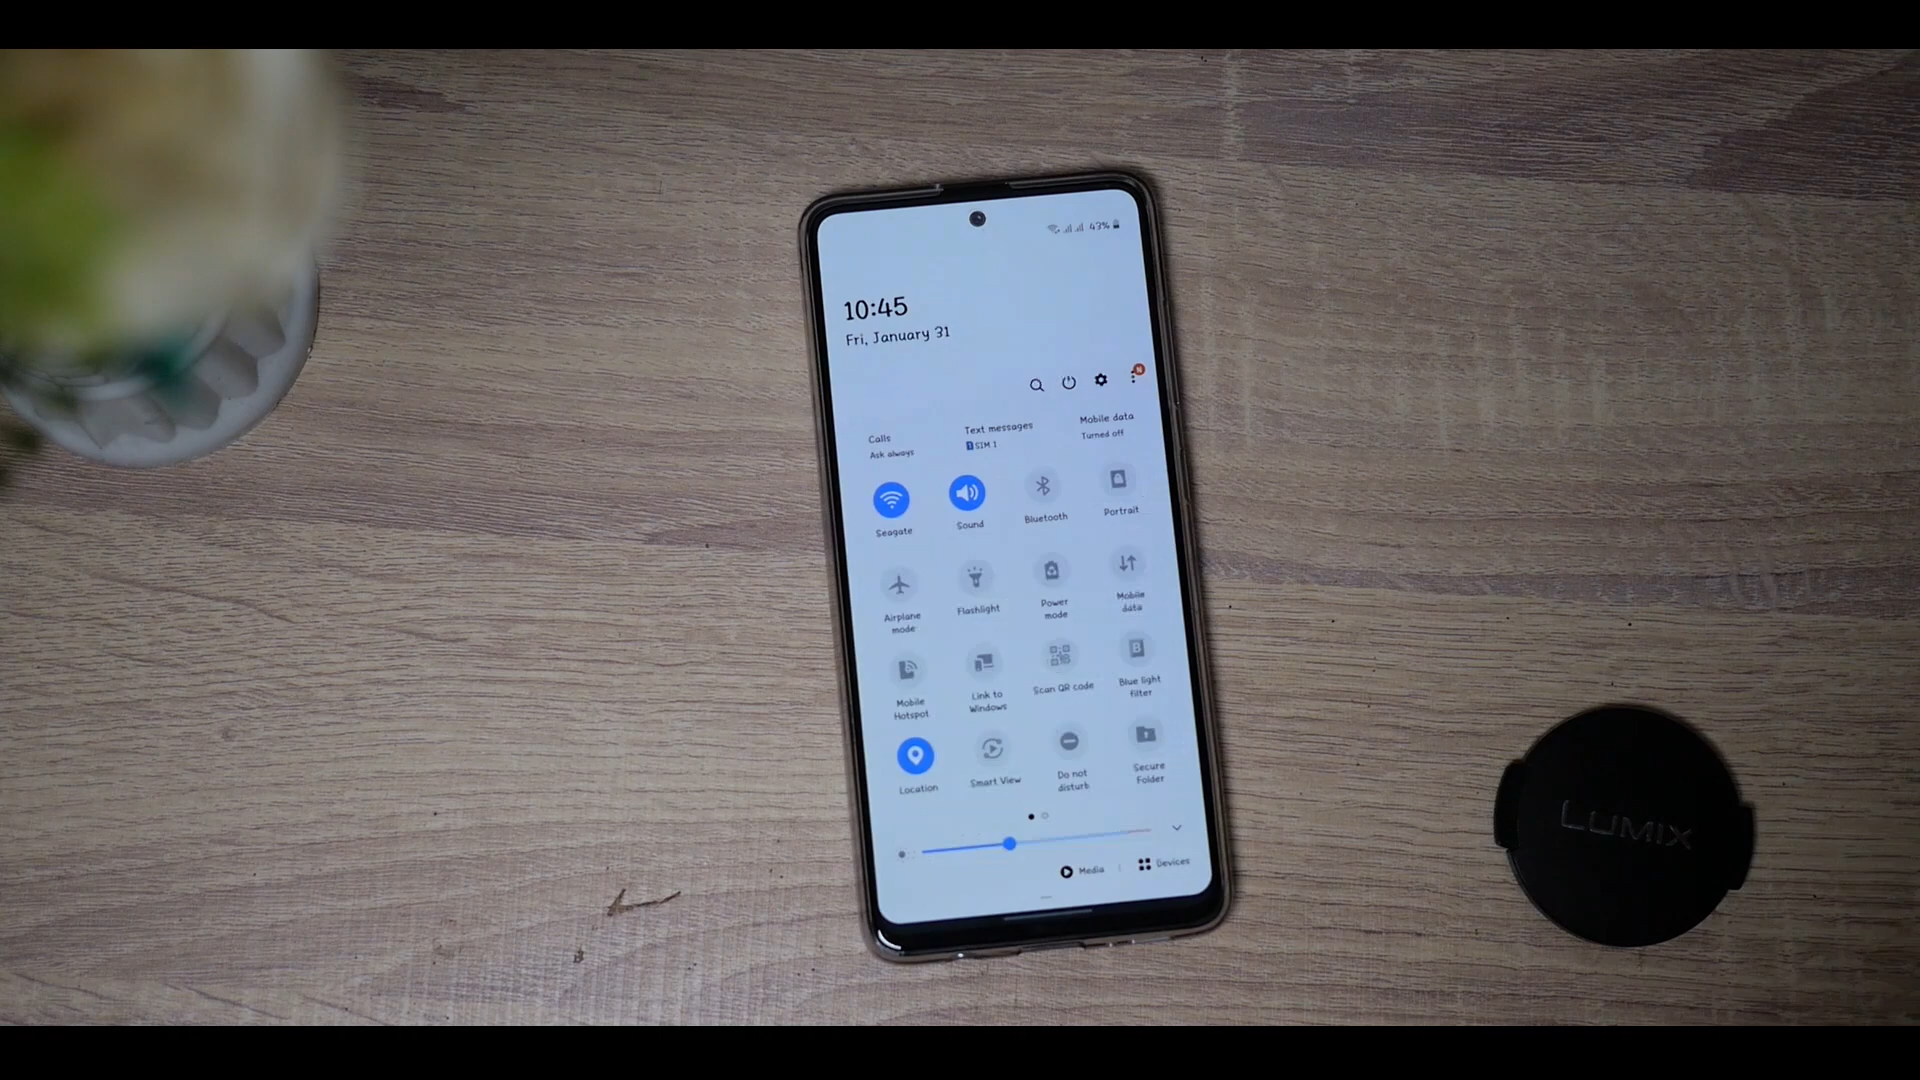 43%
10:45
Fri, January 31
N
Calls
Ask always
Text messages
1 SIM 1
Mobile data
Turned off
Seagate
Sound
Bluetooth
Portrait
Airplane
mode
Flashlight
Power
mode
Mobile
data
Mobile
Hotspot
Link to
Windows
Scan QR code
Blue light
filter
Location
Smart View
Do not
disturb
Secure
Folder
Media
Devices
LUMIX